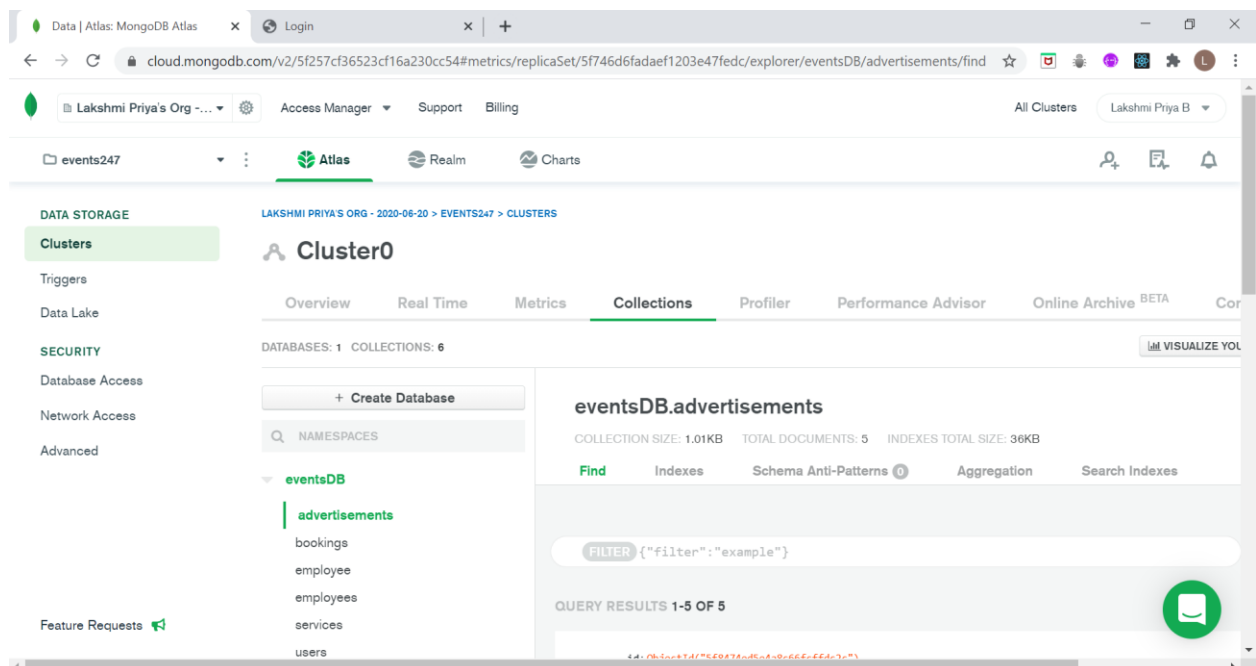 Data | Atlas: MongoDB Atlas
Login
cloud.mongodb.com/v2/5f257cf36523cf16a230cc54#metrics/replicaSet/5f746d6fadaef1203e47fedc/explorer/eventsDB/advertisements/find
L
Lakshmi Priya's Org -... Access Manager Support Billing All Clusters Lakshmi Priya B
events247 Atlas Realm Charts
DATA STORAGE
Clusters
Triggers
Data Lake
SECURITY
Database Access
Network Access
Advanced
Feature Requests
LAKSHMI PRIYA'S ORG - 2020-06-20 > EVENTS247 > CLUSTERS
Cluster0
Overview Real Time Metrics Collections Profiler Performance Advisor Online Archive BETA Cor
DATABASES: 1 COLLECTIONS: 6
VISUALIZE YOU
+ Create Database
NAMESPACES
eventsDB
advertisements
bookings
employee
employees
services
users
eventsDB.advertisements
COLLECTION SIZE: 1.01KB TOTAL DOCUMENTS: 5 INDEXES TOTAL SIZE: 36KB
Find Indexes Schema Anti-Patterns 0 Aggregation Search Indexes
FILTER {"filter":"example"}
QUERY RESULTS 1-5 OF 5